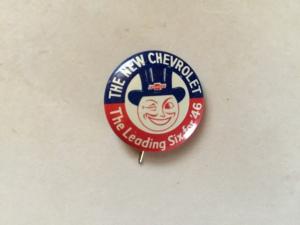 THE NEW CHEVROLET
The Leading Six for '46